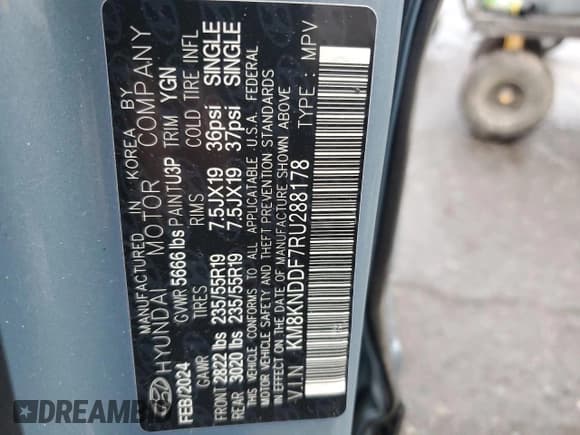 MANUFACTURED IN KOREA BY
HYUNDAI MOTOR COMPANY
FEB/2024 GVWR 5666 lbs PAINT U3P TRIM YGN
GAWR TIRES RIMS COLD TIRE INFL
FRONT 2822 lbs 235/55R19 7.5JX19 36psi SINGLE
REAR 3020 lbs 235/55R19 7.5JX19 37psi SINGLE
THIS VEHICLE CONFORMS TO ALL APPLICABLE U.S.A. FEDERAL
MOTOR VEHICLE SAFETY AND THEFT PREVENTION STANDARDS
IN EFFECT ON THE DATE OF MANUFACTURE SHOWN ABOVE
V.I.N KM8KNDDF7RU288178 TYPE : MPV